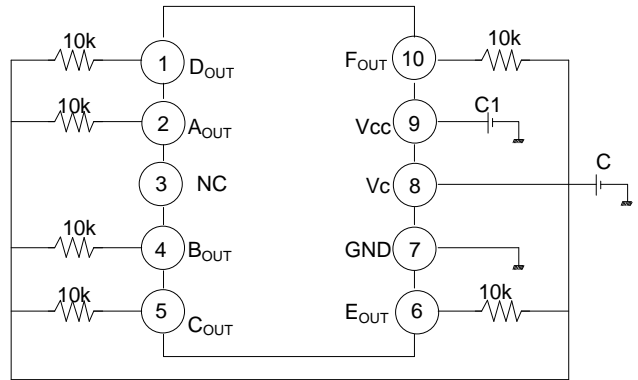 10k 1 DOUT FOUT 10 10k
10k 2 AOUT Vcc 9 C1
3 NC Vc 8 C
10k 4 BOUT GND 7
10k 5 COUT EOUT 6 10k